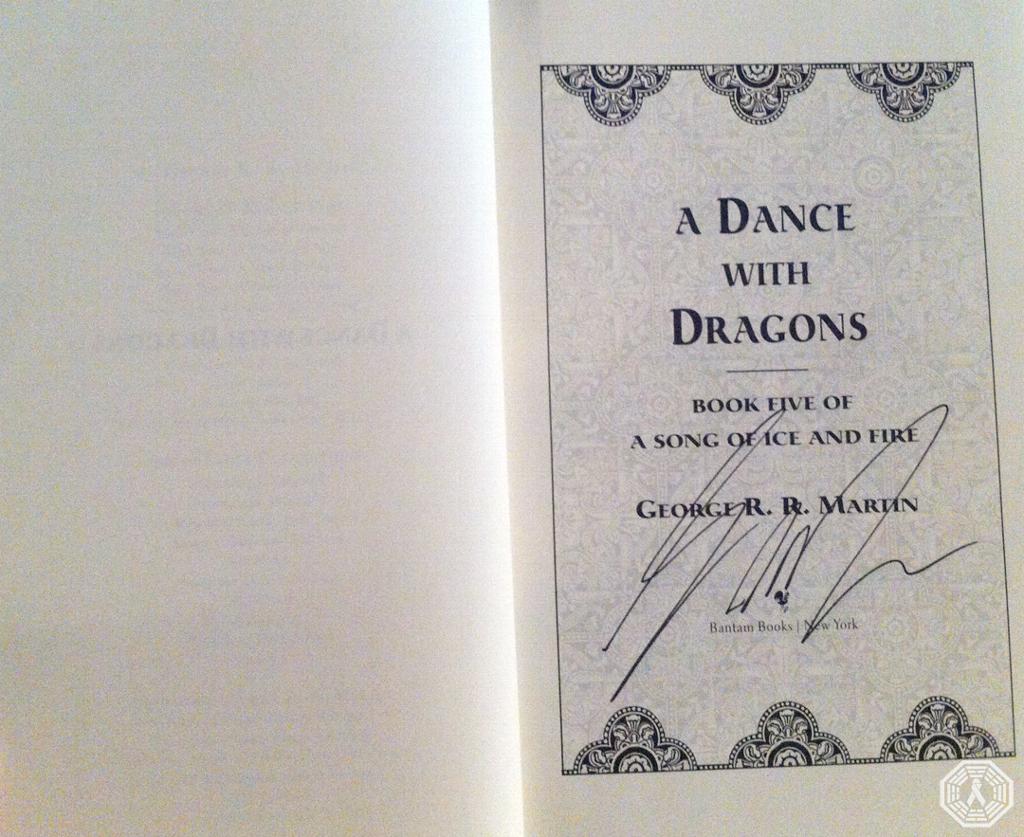 A DANCE
WITH
DRAGONS
BOOK FIVE OF
A SONG OF ICE AND FIRE
GEORGE R. R. MARTIN
Bantam Books | New York